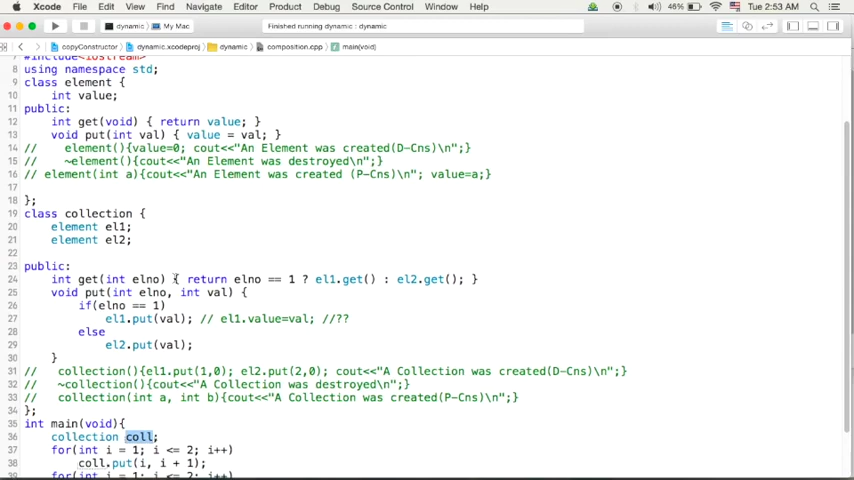 Xcode File Edit View Find Navigate Editor Product Debug Source Control Window Help 46% Tue 2:53 AM
dynamic My Mac Finished running dynamic : dynamic
copyConstructor dynamic.xcodeproj dynamic composition.cpp main(void)
7 #include<iostream>
8 using namespace std;
9 class element {
10 int value;
11 public:
12 int get(void) { return value; }
13 void put(int val) { value = val; }
14 // element(){value=0; cout<<"An Element was created(D-Cns)\n";}
15 // ~element(){cout<<"An Element was destroyed\n";}
16 // element(int a){cout<<"An Element was created (P-Cns)\n"; value=a;}
17
18 };
19 class collection {
20 element el1;
21 element el2;
22
23 public:
24 int get(int elno) { return elno == 1 ? el1.get() : el2.get(); }
25 void put(int elno, int val) {
26 if(elno == 1)
27 el1.put(val); // el1.value=val; //??
28 else
29 el2.put(val);
30 }
31 // collection(){el1.put(1,0); el2.put(2,0); cout<<"A Collection was created(D-Cns)\n";}
32 // ~collection(){cout<<"A Collection was destroyed\n";}
33 // collection(int a, int b){cout<<"A Collection was created(P-Cns)\n";}
34 };
35 int main(void){
36 collection coll;
37 for(int i = 1; i <= 2; i++)
38 coll.put(i, i + 1);
39 for(int i = 1; i <= 2; i++)